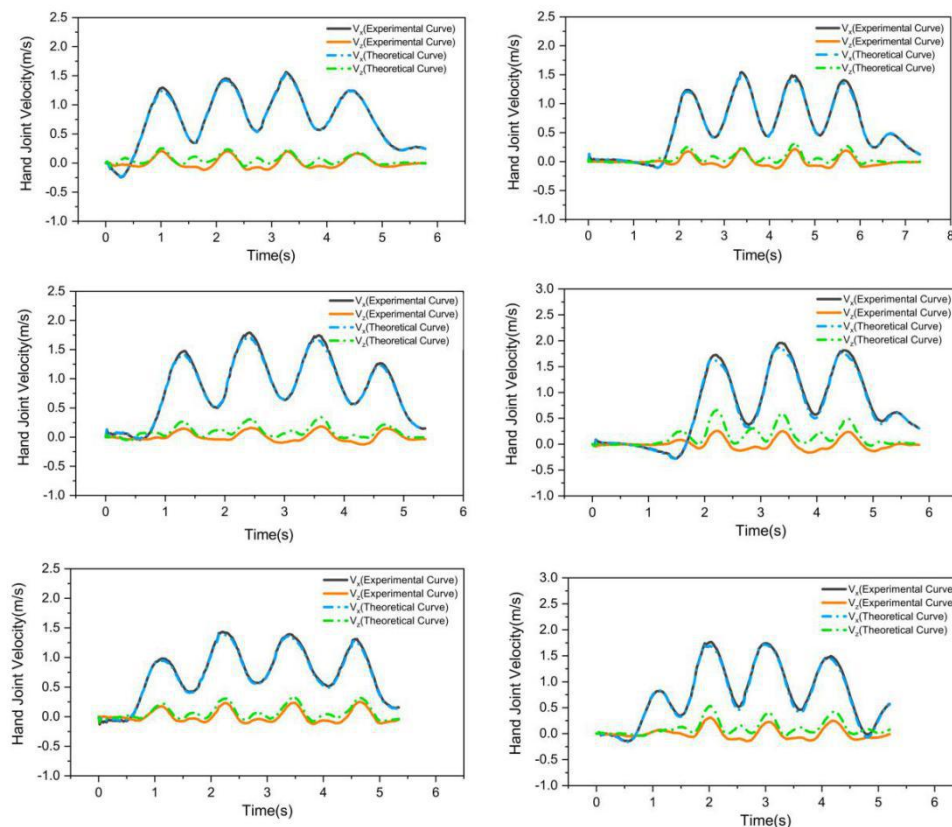 2.5
2.0
1.5
1.0
0.5
0.0
-0.5
-1.0
Hand Joint Velocity(m/s)
Vx(Experimental Curve)
Vz(Experimental Curve)
Vx(Theoretical Curve)
Vz(Theoretical Curve)
0 1 2 3 4 5 6
Time(s)
2.5
2.0
1.5
1.0
0.5
0.0
-0.5
-1.0
Hand Joint Velocity(m/s)
Vx(Experimental Curve)
Vz(Experimental Curve)
Vx(Theoretical Curve)
Vz(Theoretical Curve)
0 1 2 3 4 5 6 7 8
Time(s)
2.5
2.0
1.5
1.0
0.5
0.0
-0.5
-1.0
Hand Joint Velocity(m/s)
Vx(Experimental Curve)
Vz(Experimental Curve)
Vx(Theoretical Curve)
Vz(Theoretical Curve)
0 1 2 3 4 5 6
Time(s)
3.0
2.5
2.0
1.5
1.0
0.5
0.0
-0.5
-1.0
Hand Joint Velocity(m/s)
Vx(Experimental Curve)
Vz(Experimental Curve)
Vx(Theoretical Curve)
Vz(Theoretical Curve)
0 1 2 3 4 5 6
Time(s)
2.5
2.0
1.5
1.0
0.5
0.0
-0.5
-1.0
Hand Joint Velocity(m/s)
Vx(Experimental Curve)
Vz(Experimental Curve)
Vx(Theoretical Curve)
Vz(Theoretical Curve)
0 1 2 3 4 5 6
Time(s)
3.0
2.5
2.0
1.5
1.0
0.5
0.0
-0.5
-1.0
Hand Joint Velocity(m/s)
Vx(Experimental Curve)
Vz(Experimental Curve)
Vx(Theoretical Curve)
Vz(Theoretical Curve)
0 1 2 3 4 5 6
Time(s)